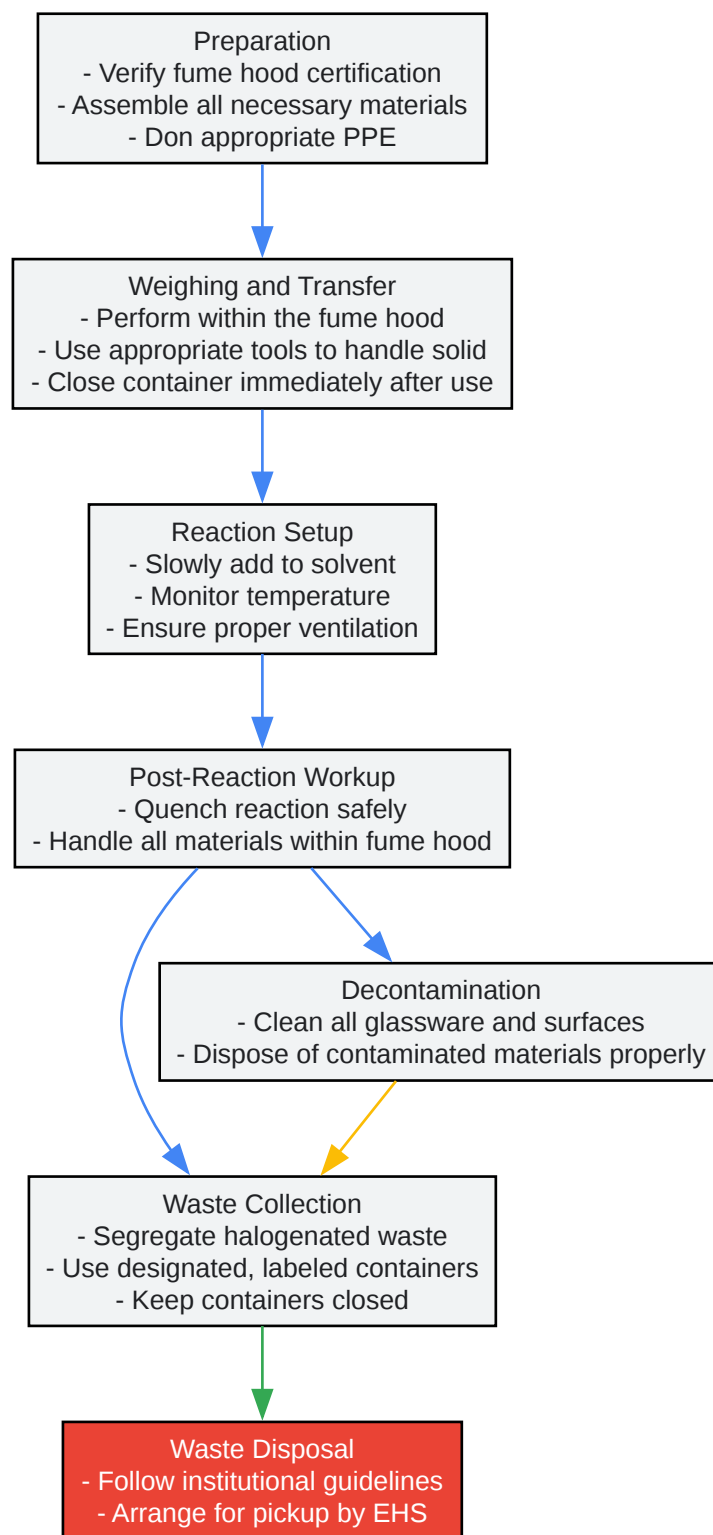 Preparation
- Verify fume hood certification
- Assemble all necessary materials
- Don appropriate PPE
Weighing and Transfer
- Perform within the fume hood
- Use appropriate tools to handle solid
- Close container immediately after use
Reaction Setup
- Slowly add to solvent
- Monitor temperature
- Ensure proper ventilation
Post-Reaction Workup
- Quench reaction safely
- Handle all materials within fume hood
Decontamination
- Clean all glassware and surfaces
- Dispose of contaminated materials properly
Waste Collection
- Segregate halogenated waste
- Use designated, labeled containers
- Keep containers closed
Waste Disposal
- Follow institutional guidelines
- Arrange for pickup by EHS